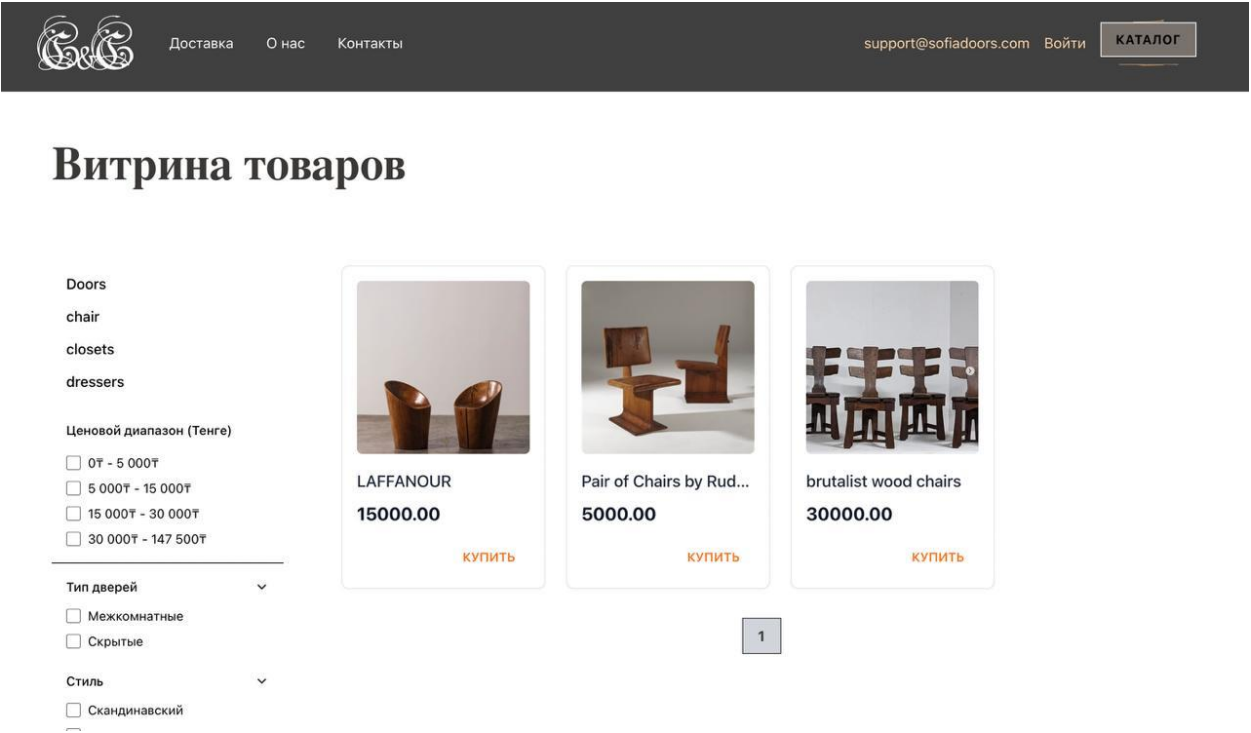 Доставка О нас Контакты support@sofiadoors.com Войти КАТАЛОГ
Витрина товаров
Doors
chair
closets
dressers
Ценовой диапазон (Тенге)
0₸ - 5 000₸
5 000₸ - 15 000₸
15 000₸ - 30 000₸
30 000₸ - 147 500₸
Тип дверей
Межкомнатные
Скрытые
Стиль
Скандинавский
LAFFANOUR
15000.00
КУПИТЬ
Pair of Chairs by Rud...
5000.00
КУПИТЬ
brutalist wood chairs
30000.00
КУПИТЬ
1